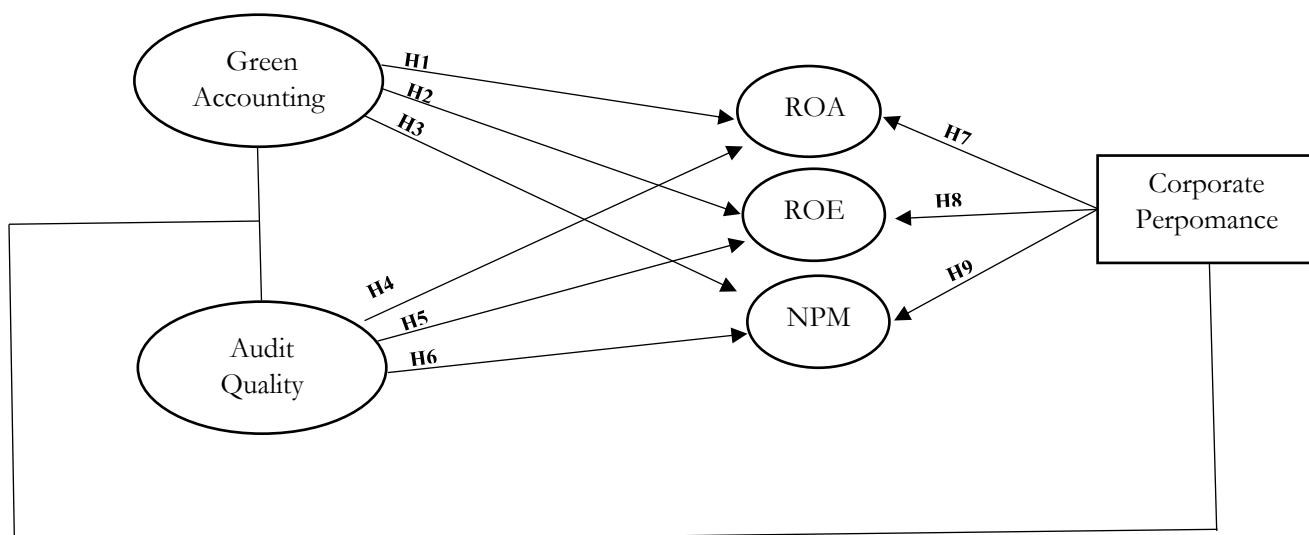 Green
Accounting
H1
H2
H3
ROA
H7
Corporate
Perpomance
ROE
H8
H9
H4
H5
H6
NPM
Audit
Quality